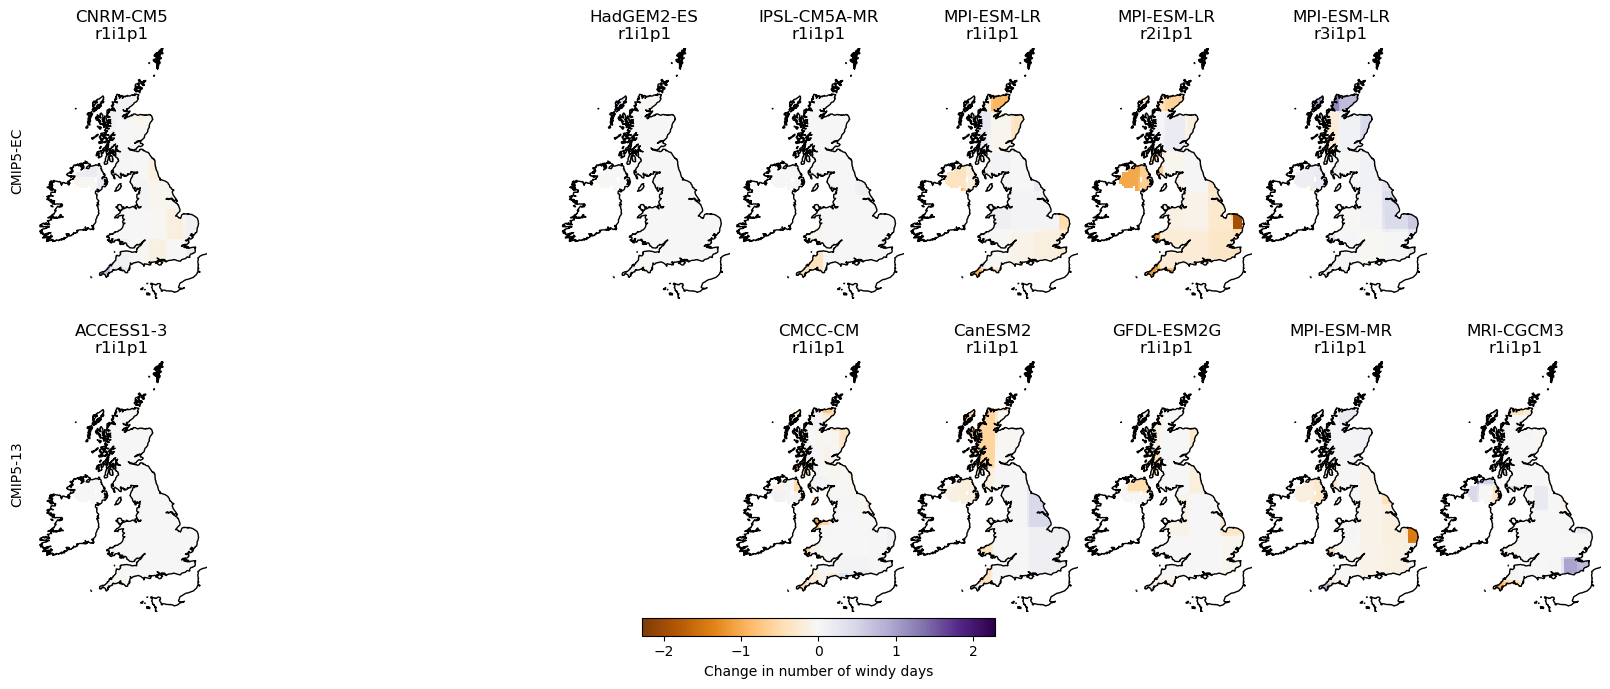 CNRM-CM5
r1i1p1
HadGEM2-ES
r1i1p1
IPSL-CM5A-MR
r1i1p1
MPI-ESM-LR
r1i1p1
MPI-ESM-LR
r2i1p1
MPI-ESM-LR
r3i1p1
CMIP5-EC
ACCESS1-3
r1i1p1
CMCC-CM
r1i1p1
CanESM2
r1i1p1
GFDL-ESM2G
r1i1p1
MPI-ESM-MR
r1i1p1
MRI-CGCM3
r1i1p1
CMIP5-13
−2 −1 0 1 2
Change in number of windy days